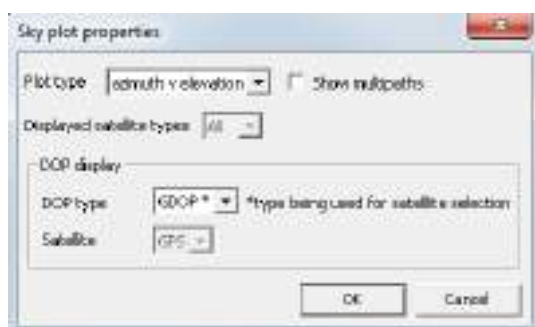 Sky plot properties
Plot type azimuth v elevation Show multipaths
Displayed satellite types All
DOP display
DOP type GDOP * *type being used for satellite selection
Satellite GPS
OK Cancel